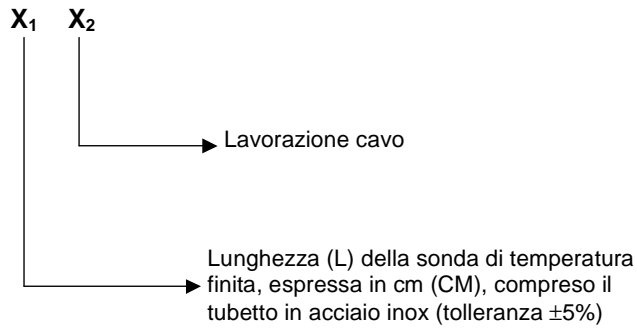 X₁ X₂
Lavorazione cavo
Lunghezza (L) della sonda di temperatura
finita, espressa in cm (CM), compreso il
tubetto in acciaio inox (tolleranza ±5%)